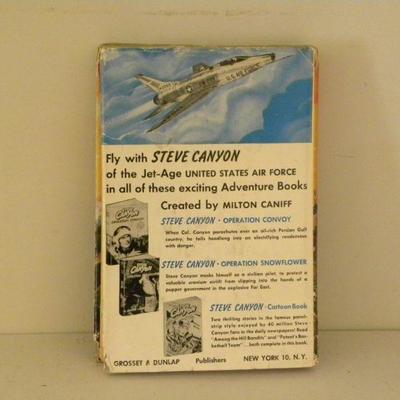 U.S. AIR FORCE
Fly with STEVE CANYON
of the Jet-Age UNITED STATES AIR FORCE
in all of these exciting Adventure Books
Created by MILTON CANIFF
STEVE CANYON - OPERATION CONVOY
When Col. Canyon parachutes over an oil-rich Persian Gulf
country, he falls headlong into an electrifying rendezvous
with danger.
STEVE CANYON - OPERATION SNOWFLOWER
Steve Canyon masks himself as a civilian pilot, to protect a
valuable uranium airlift from slipping into the hands of a
puppet government in the explosive Far East.
STEVE CANYON - Cartoon Book
Two thrilling stories in the famous panel-
strip style enjoyed by 40 million Steve
Canyon fans in the daily newspapers! Read
"Among the Hill Bandits" and "Poteet's Bas-
ketball Team" ... both complete in this book.
GROSSET & DUNLAP Publishers NEW YORK 10, N.Y.